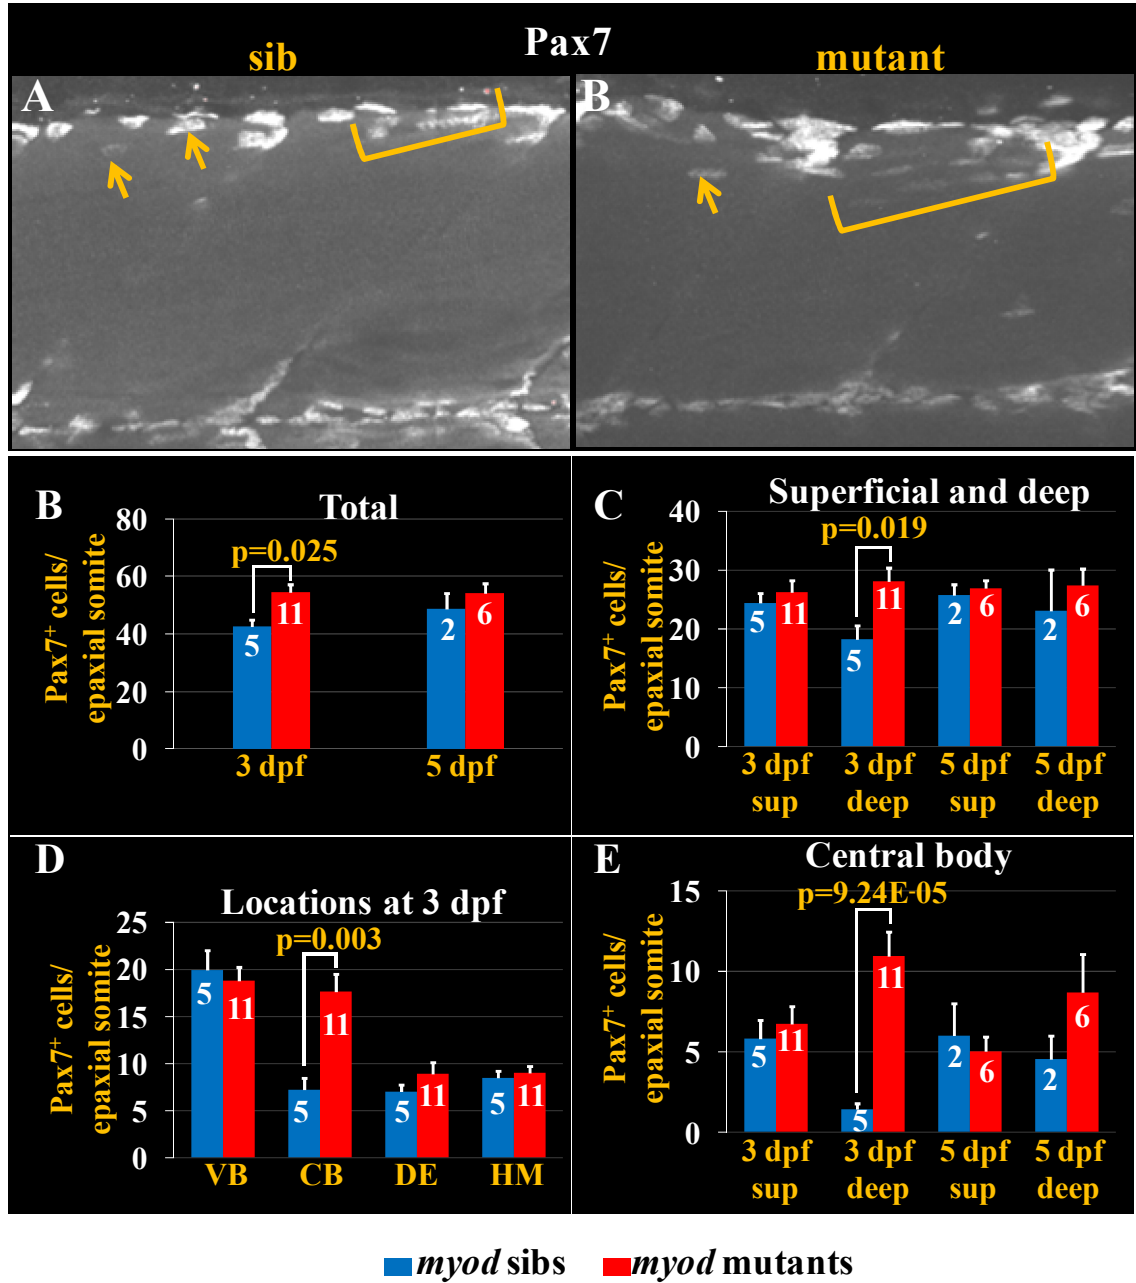 Pax7
sib
mutant
A
B
B
Total
Pax7+ cells/
epaxial somite
80
60
40
20
0
p=0.025
5
11
2
6
3 dpf
5 dpf
C
Superficial and deep
Pax7+ cells/
epaxial somite
40
30
20
10
0
p=0.019
5
11
5
11
2
6
2
6
3 dpf
sup
3 dpf
deep
5 dpf
sup
5 dpf
deep
D
Locations at 3 dpf
Pax7+ cells/
epaxial somite
25
20
15
10
5
0
p=0.003
5
11
5
11
5
11
5
11
VB
CB
DE
HM
E
Central body
Pax7+ cells/
epaxial somite
15
10
5
0
p=9.24E-05
5
11
5
11
2
6
2
6
3 dpf
sup
3 dpf
deep
5 dpf
sup
5 dpf
deep
myod sibs
myod mutants